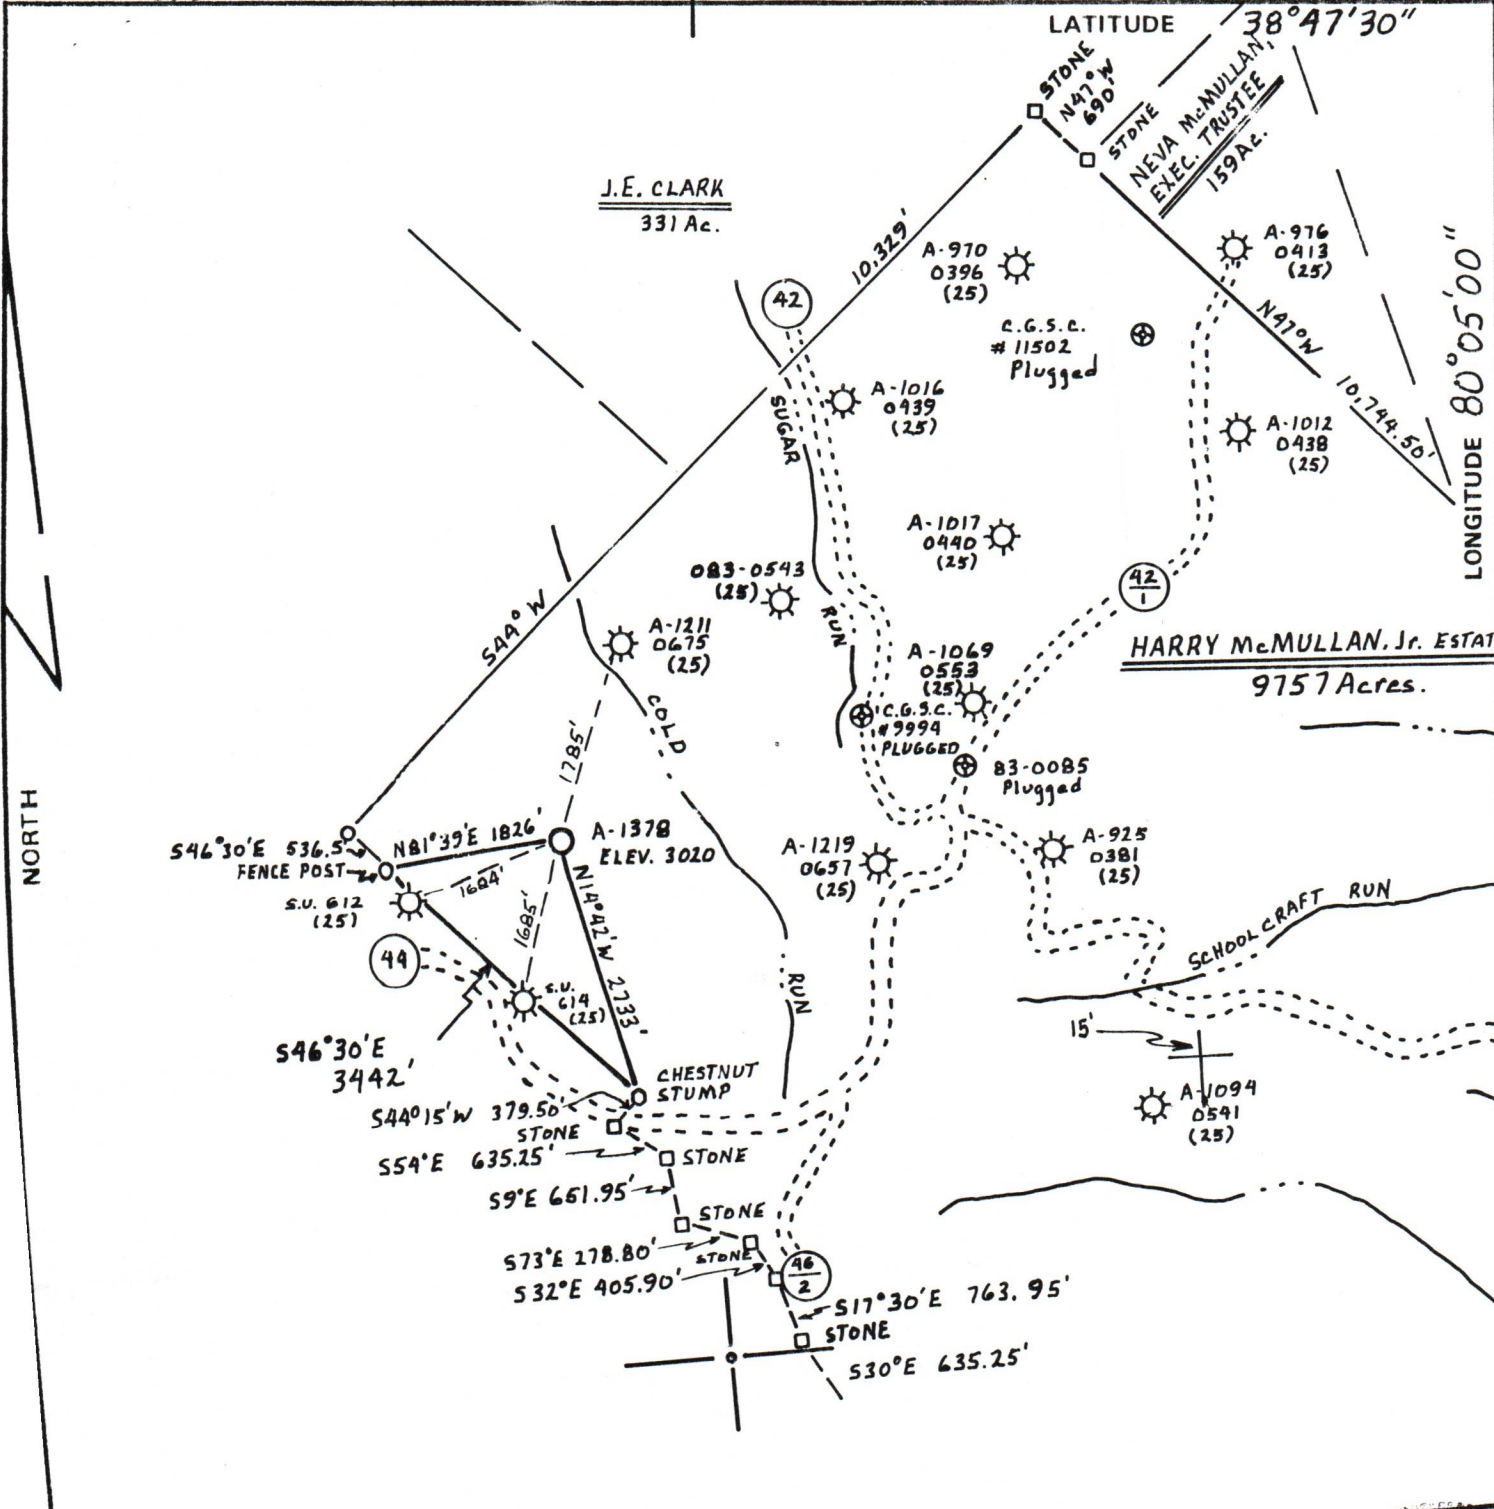 LATITUDE 38°47'30"
STONE
N47°W
690'
STONE
NEVA McMULLAN,
EXEC. TRUSTEE
159 Ac.
J.E. CLARK
331 Ac.
10,329'
A-970
0396
(25)
A-976
0413
(25)
LONGITUDE 80°05'00"
42
C.G.S.C.
# 11502
Plugged
N47°W
10,744.50'
A-1016
0439
(25)
SUGAR
A-1012
0438
(25)
A-1017
0440
(25)
083-0543
(25)
42
1
S44° W
RUN
A-1211
0675
(25)
HARRY McMULLAN, Jr. ESTAT
9757 Acres.
A-1069
0553
(25)
C.G.S.C.
#9994
PLUGGED
COLD
1785'
83-0085
Plugged
NORTH
S46°30'E 536.5'
FENCE POST
N81°39'E 1826'
A-1378
ELEV. 3020
A-1219
0657
(25)
A-925
0381
(25)
1684'
S.U. 612
(25)
1685'
N14°42'W 2733'
SCHOOLCRAFT RUN
44
S.U.
614
(25)
RUN
15'
S46°30'E
3442'
CHESTNUT
STUMP
A-1094
0541
(25)
S44°15'W 379.50'
STONE
S54°E 635.25'
STONE
S9°E 651.95'
STONE
S73°E 278.80'
STONE
S32°E 405.90'
46
2
S17°30'E 763.95'
STONE
S30°E 635.25'